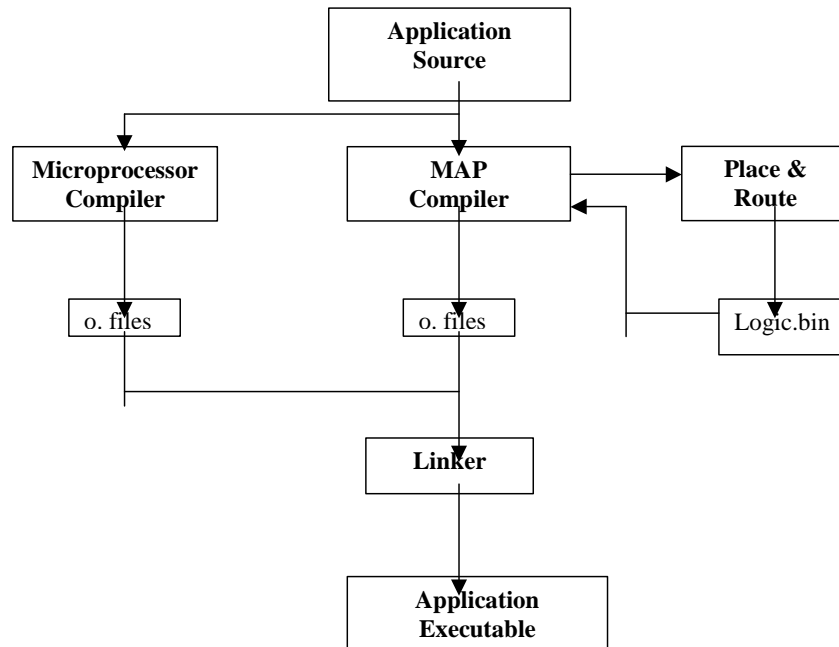 Application
Source
Microprocessor
Compiler
MAP
Compiler
Place &
Route
o. files
o. files
Logic.bin
Linker
Application
Executable